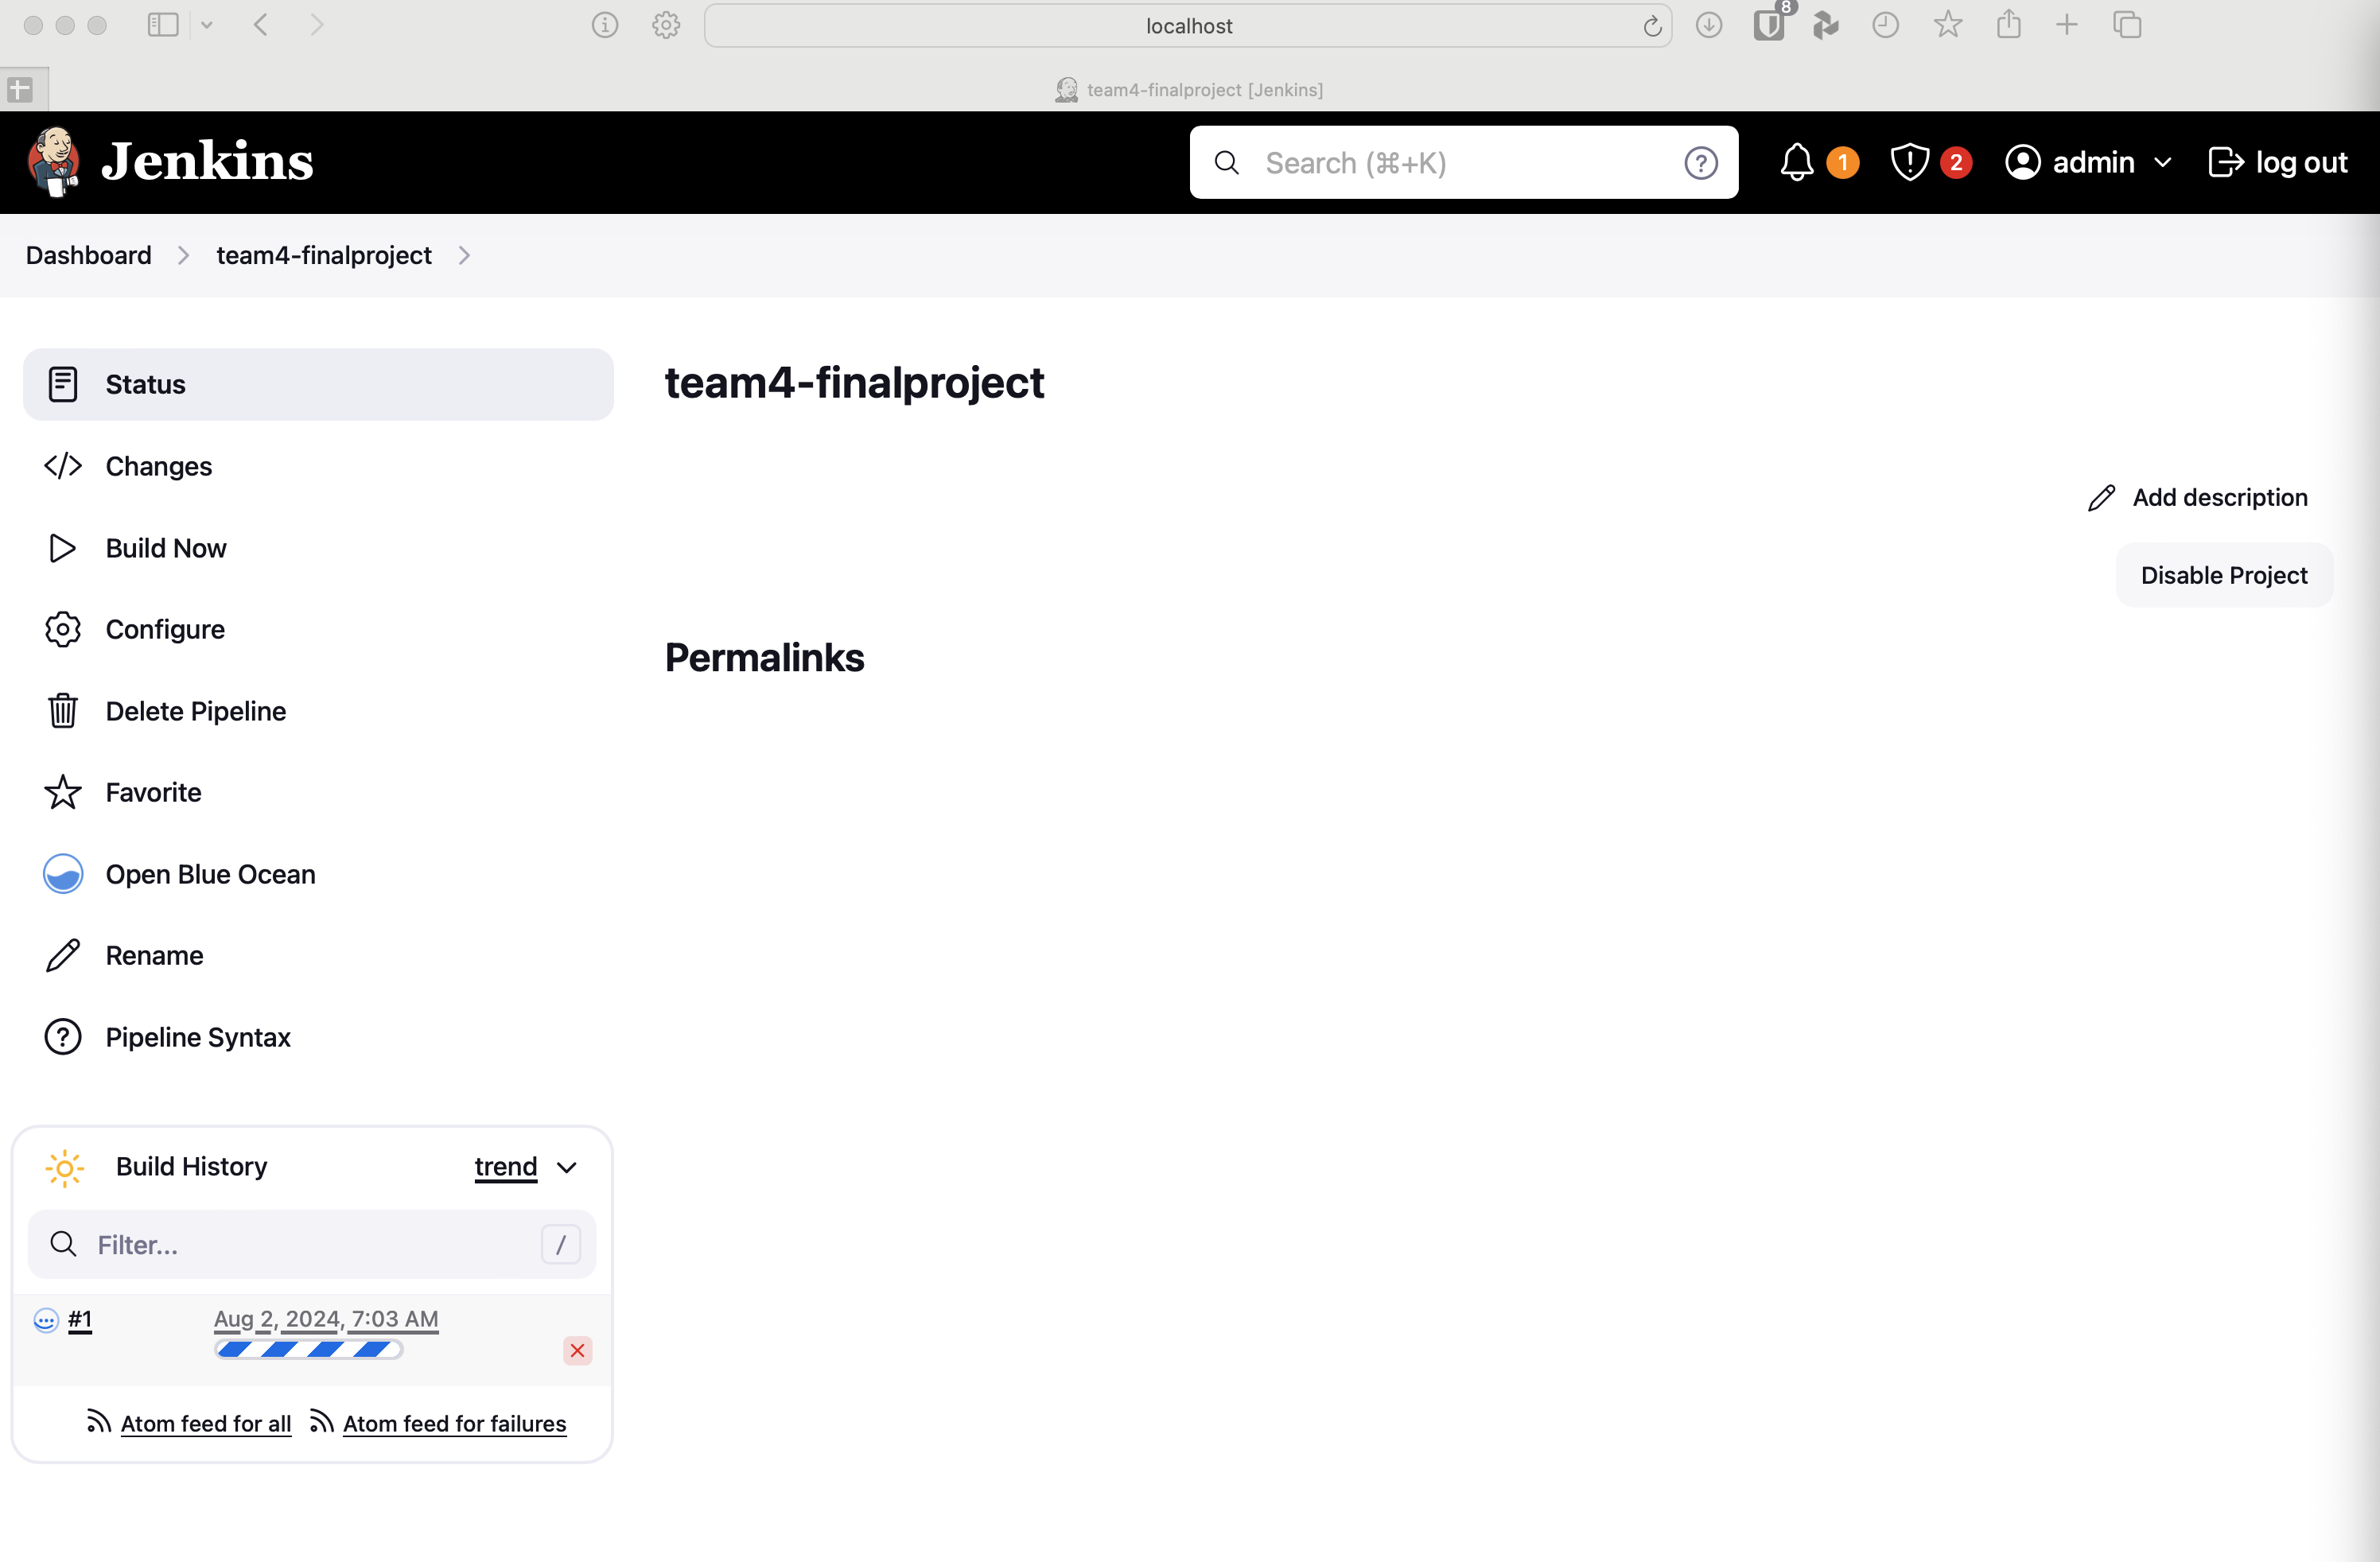 localhost
8
team4-finalproject [Jenkins]
Jenkins
Search (⌘+K)
?
1
2
admin
log out
Dashboard
team4-finalproject
Status
team4-finalproject
Changes
Add description
Build Now
Disable Project
Configure
Permalinks
Delete Pipeline
Favorite
Open Blue Ocean
Rename
Pipeline Syntax
Build History
trend
Filter...
/
#1
Aug 2, 2024, 7:03 AM
Atom feed for all
Atom feed for failures